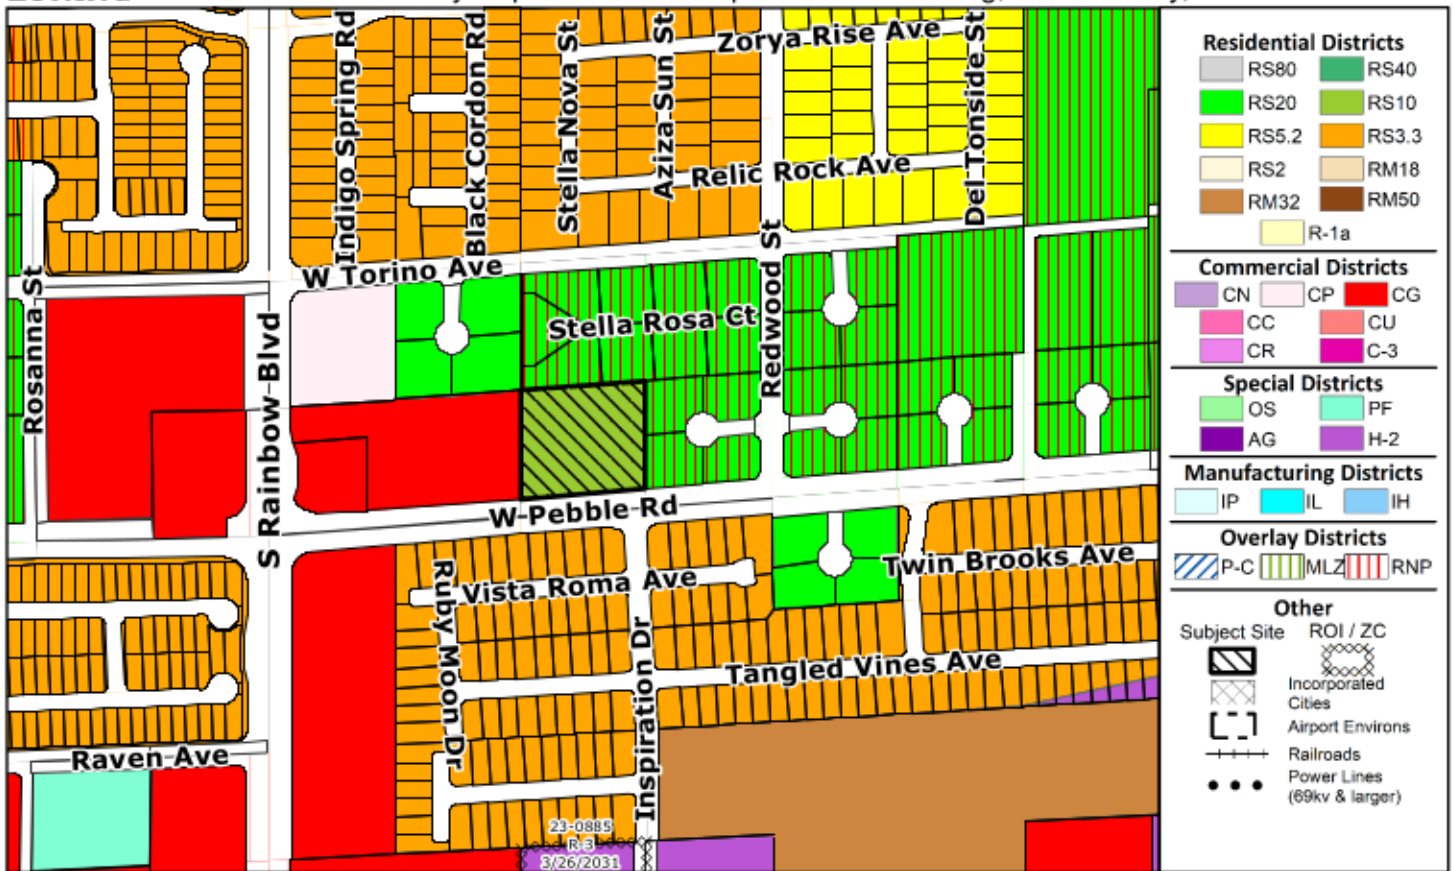 Zorya Rise Ave
Indigo Spring Rd
Black Cordon Rd
Stella Nova St
Aziza Sun St
Del Tonside St
Relic Rock Ave
W Torino Ave
Rosanna St
S Rainbow Blvd
Stella Rosa Ct
Redwood St
W Pebble Rd
Vista Roma Ave
Twin Brooks Ave
Ruby Moon Dr
Inspiration Dr
Tangled Vines Ave
Raven Ave
23-0885
R-3
3/26/2031
Residential Districts
RS80 RS40
RS20 RS10
RS5.2 RS3.3
RS2 RM18
RM32 RM50
R-1a
Commercial Districts
CN CP CG
CC CU
CR C-3
Special Districts
OS PF
AG H-2
Manufacturing Districts
IP IL IH
Overlay Districts
P-C MLZ RNP
Other
Subject Site ROI / ZC
Incorporated
Cities
Airport Environs
Railroads
Power Lines
(69kv & larger)